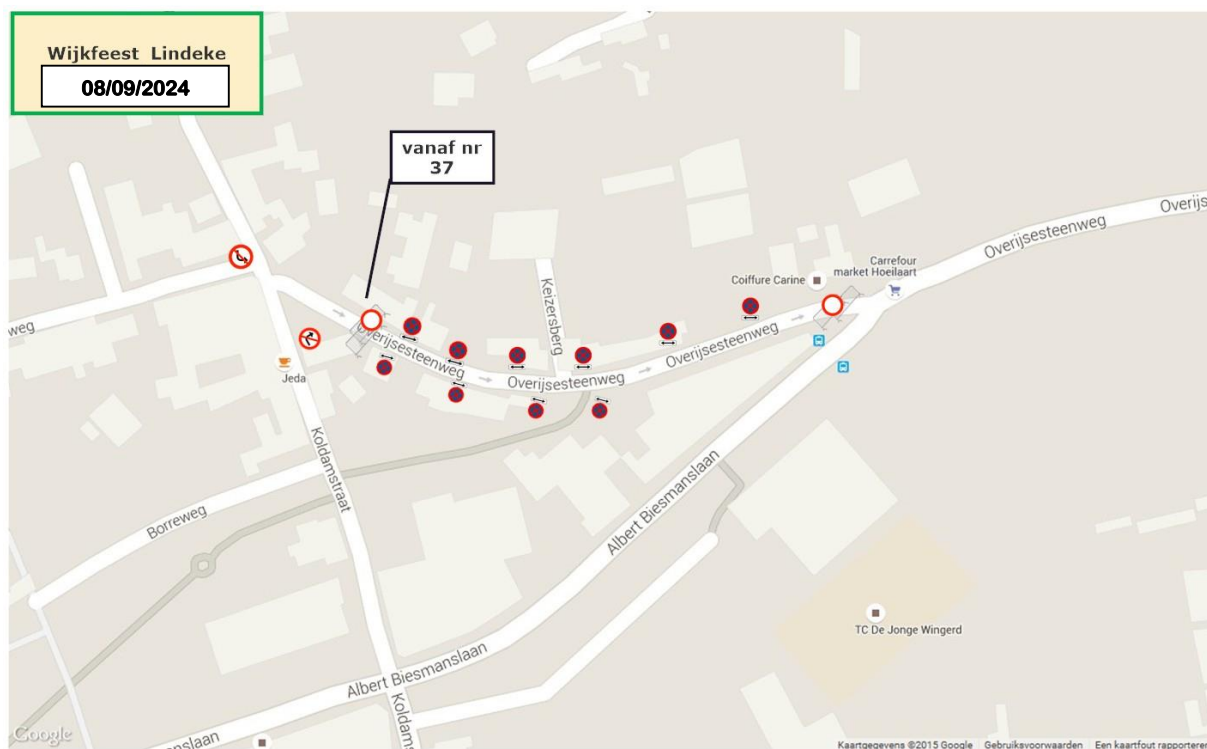 Wijkfeest Lindeke
08/09/2024
vanaf nr
37
Overijs
Overijsesteenweg
Carrefour
market Hoeilaart
Coiffure Carine
Keizersberg
weg
Overijsesteenweg
Overijsesteenweg
Overijsesteenweg
Jeda
Koldamstraat
Borreweg
Albert Biesmanslaan
TC De Jonge Wingerd
Albert Biesmanslaan
Koldams
nslaan
Google
Kaartgegevens ©2015 Google Gebruiksvoorwaarden Een kaartfout rapporteren